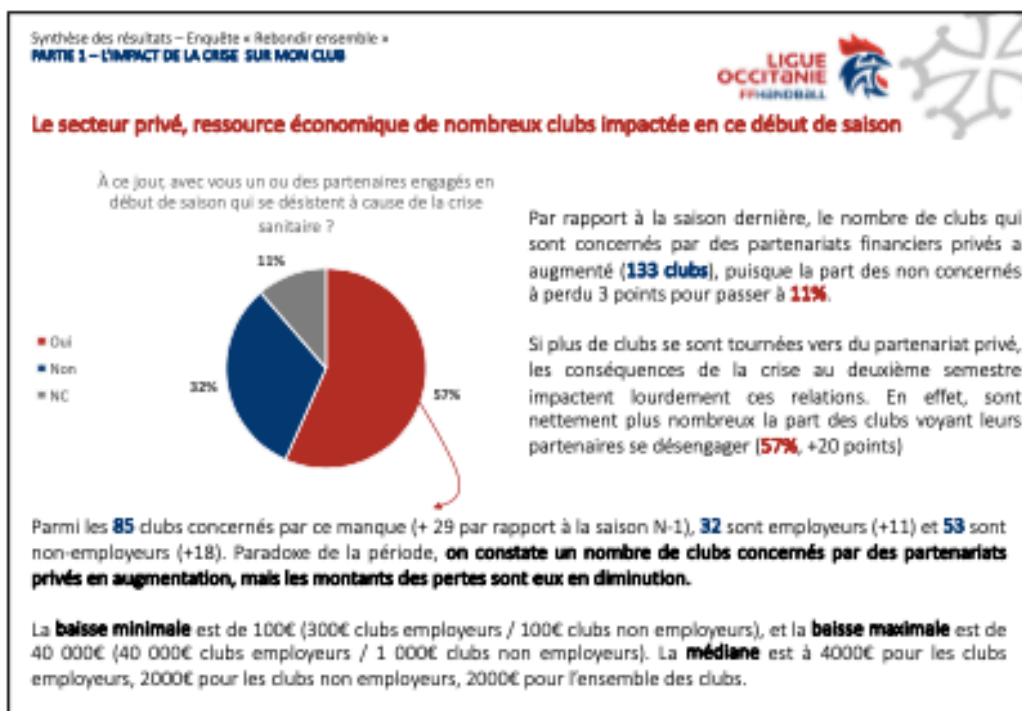 Synthèse des résultats – Enquête « Rebondir ensemble »
PARTIE 1 – L'IMPACT DE LA CRISE SUR MON CLUB
LIGUE
OCCITANIE
FFHANDBALL
Le secteur privé, ressource économique de nombreux clubs impactée en ce début de saison
À ce jour, avec vous un ou des partenaires engagés en
début de saison qui se désistent à cause de la crise
sanitaire ?
11%
32%
57%
Oui
Non
NC
Par rapport à la saison dernière, le nombre de clubs qui
sont concernés par des partenariats financiers privés a
augmenté (133 clubs), puisque la part des non concernés
à perdu 3 points pour passer à 11%.
Si plus de clubs se sont tournées vers du partenariat privé,
les conséquences de la crise au deuxième semestre
impactent lourdement ces relations. En effet, sont
nettement plus nombreux la part des clubs voyant leurs
partenaires se désengager (57%, +20 points)
Parmi les 85 clubs concernés par ce manque (+ 29 par rapport à la saison N-1), 32 sont employeurs (+11) et 53 sont
non-employeurs (+18). Paradoxe de la période, on constate un nombre de clubs concernés par des partenariats
privés en augmentation, mais les montants des pertes sont eux en diminution.
La baisse minimale est de 100€ (300€ clubs employeurs / 100€ clubs non employeurs), et la baisse maximale est de
40 000€ (40 000€ clubs employeurs / 1 000€ clubs non employeurs). La médiane est à 4000€ pour les clubs
employeurs, 2000€ pour les clubs non employeurs, 2000€ pour l'ensemble des clubs.